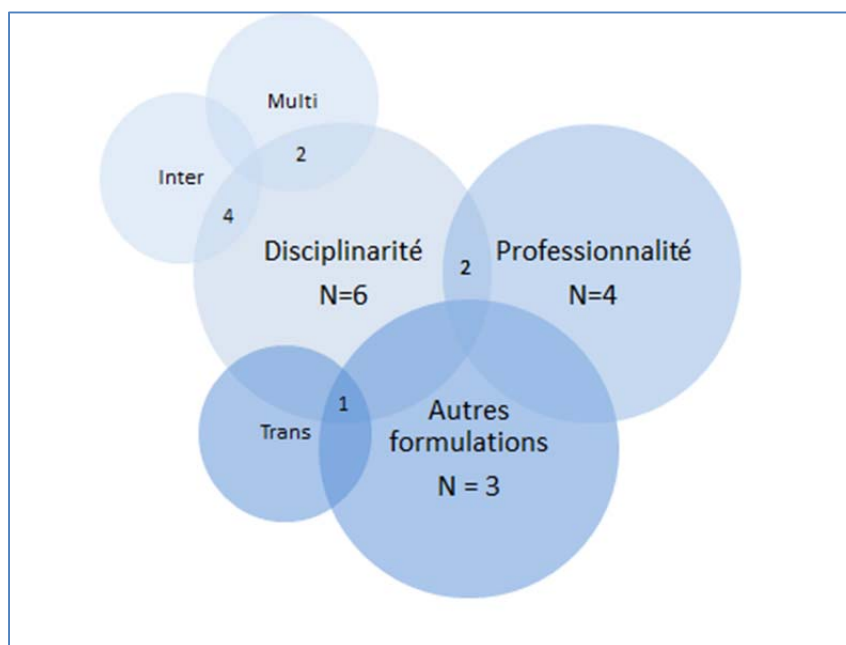 Multi
2
Inter
4
Disciplinarité
N=6
2
Professionnalité
N=4
1
Trans
Autres
formulations
N = 3